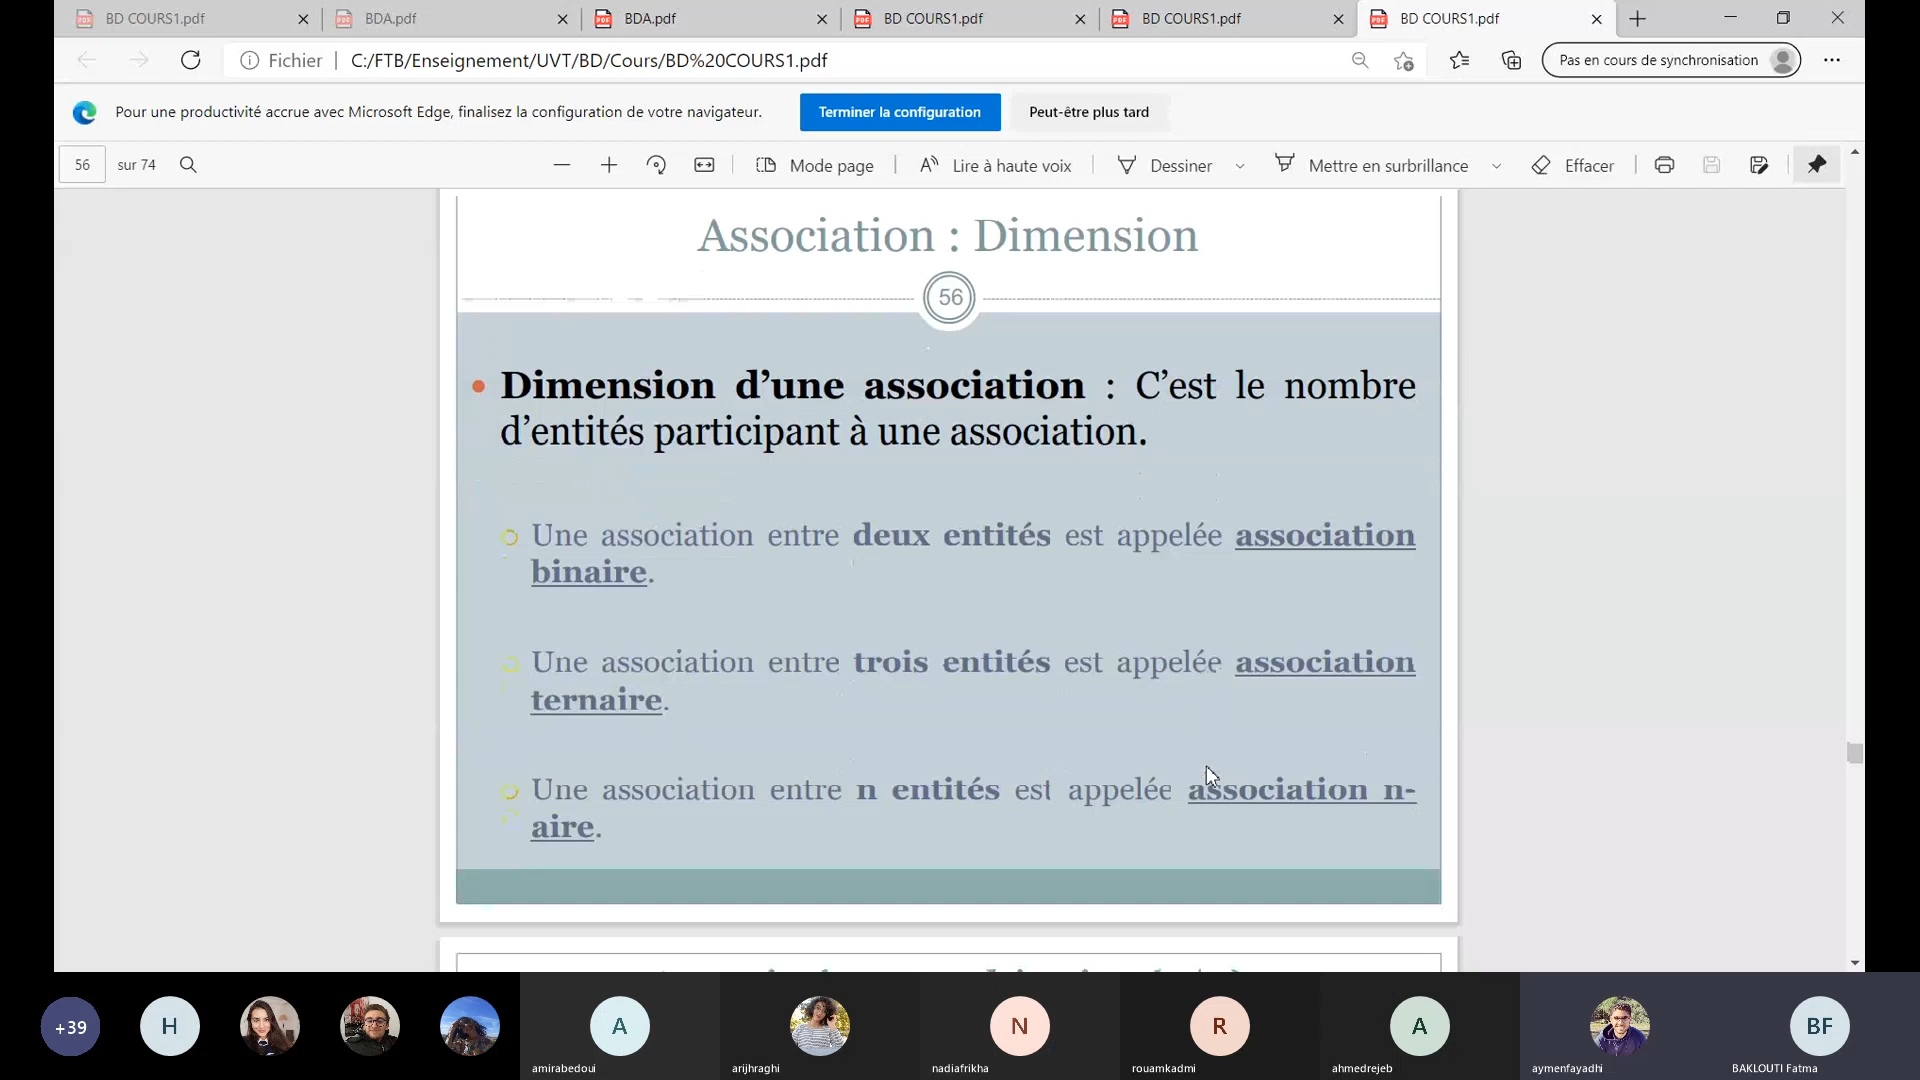 BD COURS1.pdf
BDA.pdf
BDA.pdf
BD COURS1.pdf
BD COURS1.pdf
BD COURS1.pdf
Fichier
C:/FTB/Enseignement/UVT/BD/Cours/BD%20COURS1.pdf
Pas en cours de synchronisation
Pour une productivité accrue avec Microsoft Edge, finalisez la configuration de votre navigateur.
Terminer la configuration
Peut-être plus tard
56 sur 74
Mode page
Lire à haute voix
Dessiner
Mettre en surbrillance
Effacer
Association : Dimension
56
Dimension d’une association : C’est le nombre
d’entités participant à une association.
Une association entre deux entités est appelée association
binaire.
Une association entre trois entités est appelée association
ternaire.
Une association entre n entités est appelée association n-
aire.
+39
H
A
N
R
A
BF
amirabedoui
arijhraghi
nadiafrikha
rouamkadmi
ahmedrejeb
aymenfayadhi
BAKLOUTI Fatma